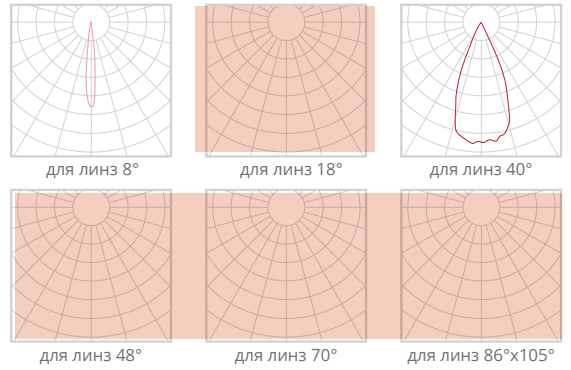 для линз 8°
для линз 18°
для линз 40°
для линз 48°
для линз 70°
для линз 86°x105°